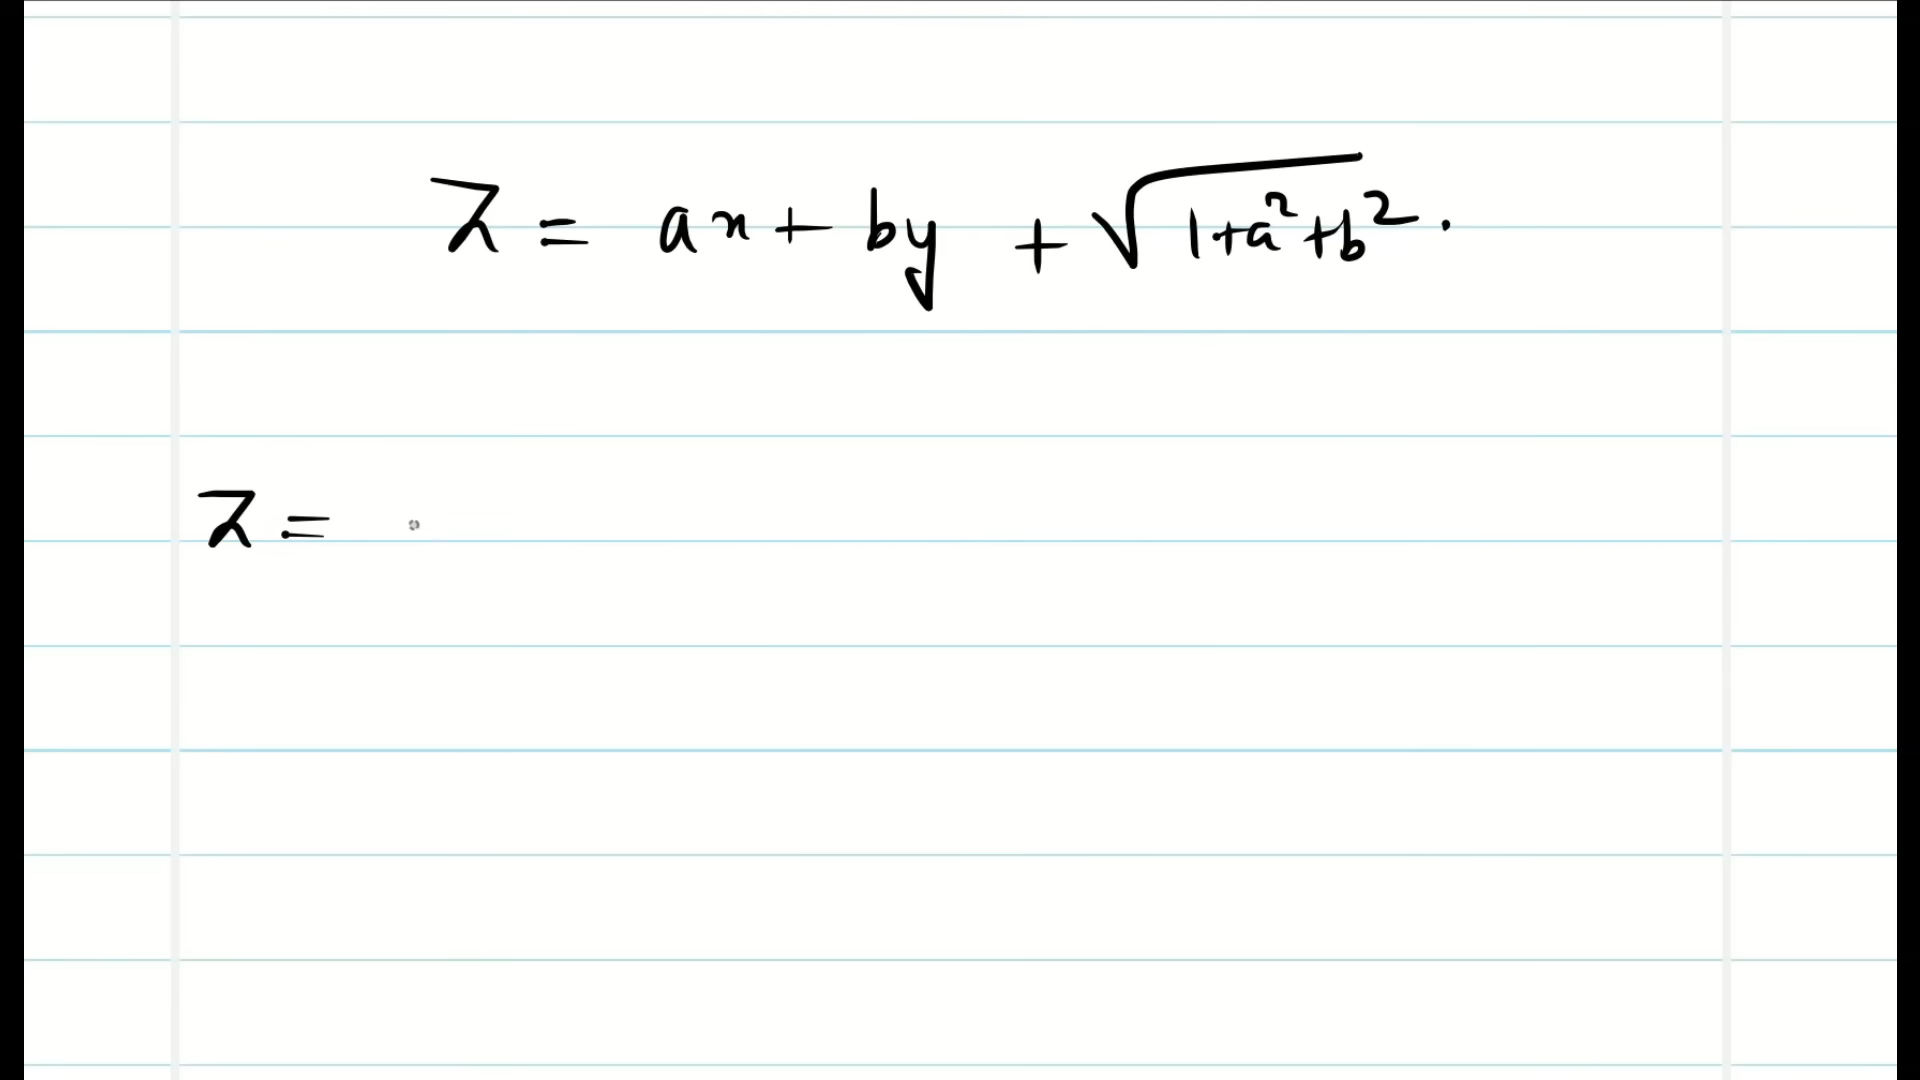 z = ax + by + √(1+a²+b²).
z =